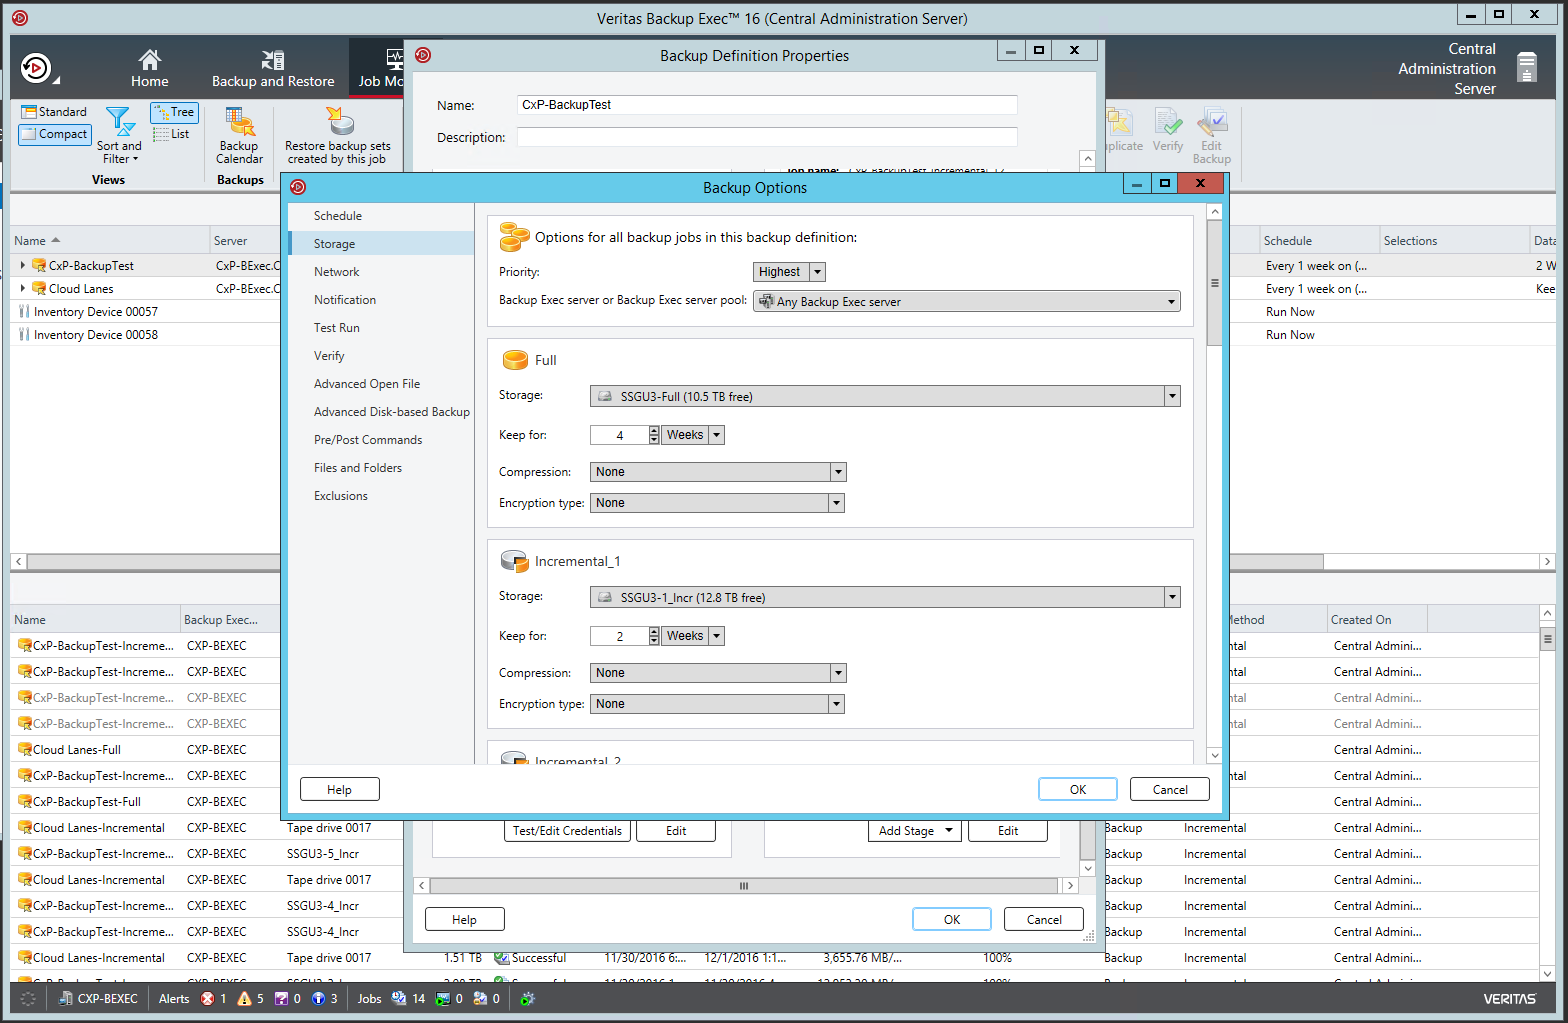 Veritas Backup Exec™ 16 (Central Administration Server)
Home
Backup and Restore
Job Mo
Central
Administration
Server
Standard
Compact
Sort and
Filter
Tree
List
Views
Backup
Calendar
Backups
Restore backup sets
created by this job
Verify
Edit
Backup
Backup Definition Properties
Name:
CxP-BackupTest
Description:
Name
Server
Schedule
Selections
Data
CxP-BackupTest
CxP-BExec.C
Every 1 week on (...
2 W
Cloud Lanes
CxP-BExec.C
Every 1 week on (...
Kee
Inventory Device 00057
Run Now
Inventory Device 00058
Run Now
Backup Options
Schedule
Storage
Network
Notification
Test Run
Verify
Advanced Open File
Advanced Disk-based Backup
Pre/Post Commands
Files and Folders
Exclusions
Options for all backup jobs in this backup definition:
Priority:
Highest
Backup Exec server or Backup Exec server pool:
Any Backup Exec server
Full
Storage:
SSGU3-Full (10.5 TB free)
Keep for:
4
Weeks
Compression:
None
Encryption type:
None
Incremental_1
Storage:
SSGU3-1_Incr (12.8 TB free)
Keep for:
2
Weeks
Compression:
None
Encryption type:
None
Incremental_2
Help
OK
Cancel
Test/Edit Credentials
Edit
Add Stage
Edit
Help
OK
Cancel
Name
Backup Exec...
Method
Created On
CxP-BackupTest-Increme... CXP-BEXEC ntal Central Admini...
CxP-BackupTest-Increme... CXP-BEXEC ntal Central Admini...
CxP-BackupTest-Increme... CXP-BEXEC ntal Central Admini...
CxP-BackupTest-Increme... CXP-BEXEC ntal Central Admini...
Cloud Lanes-Full CXP-BEXEC Central Admini...
CxP-BackupTest-Increme... CXP-BEXEC ntal Central Admini...
CxP-BackupTest-Full CXP-BEXEC Central Admini...
Cloud Lanes-Incremental CXP-BEXEC Tape drive 0017 Backup Incremental Central Admini...
CxP-BackupTest-Increme... CXP-BEXEC SSGU3-5_Incr Backup Incremental Central Admini...
Cloud Lanes-Incremental CXP-BEXEC Tape drive 0017 Backup Incremental Central Admini...
CxP-BackupTest-Increme... CXP-BEXEC SSGU3-4_Incr Backup Incremental Central Admini...
CxP-BackupTest-Increme... CXP-BEXEC SSGU3-4_Incr Backup Incremental Central Admini...
Cloud Lanes-Incremental CXP-BEXEC Tape drive 0017 1.51 TB Successful 11/30/2016 6:... 12/1/2016 1:1... 3,655.76 MB/... 100% Backup Incremental Central Admini...
CXP-BEXEC Alerts 1 5 0 3 Jobs 14 0 0
VERITAS